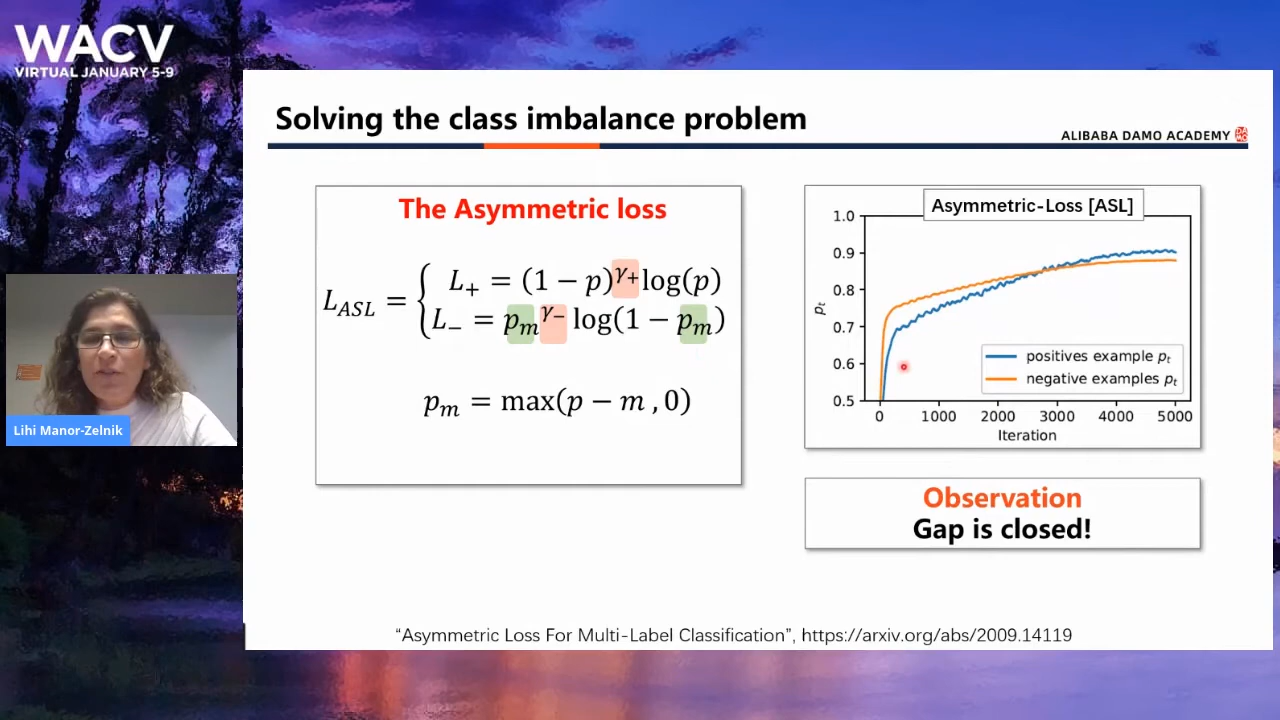 WACV
VIRTUAL JANUARY 5-9
Solving the class imbalance problem
ALIBABA DAMO ACADEMY
The Asymmetric loss
L_ASL = { L_+ = (1 − p)^γ+ log(p)
L_− = p_m^γ− log(1 − p_m)
p_m = max(p − m , 0)
Asymmetric-Loss [ASL]
1.0
0.9
0.8
0.7
0.6
0.5
p_t
positives example p_t
negative examples p_t
0 1000 2000 3000 4000 5000
Iteration
Observation
Gap is closed!
Lihi Manor-Zelnik
“Asymmetric Loss For Multi-Label Classification”, https://arxiv.org/abs/2009.14119